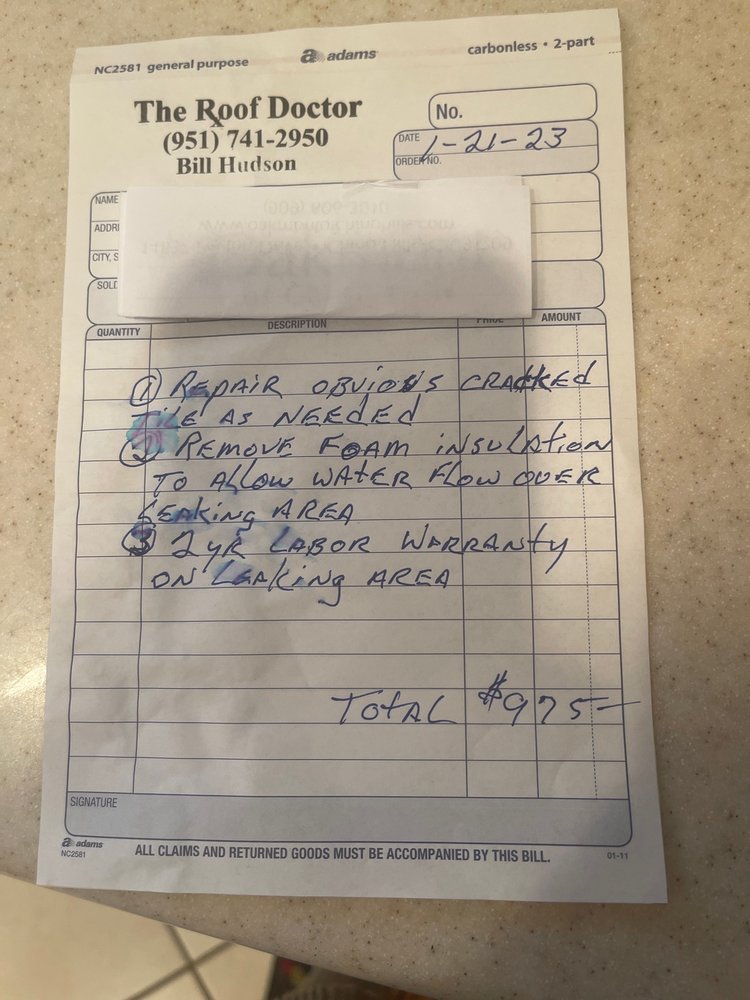 NC2581 general purpose
adams
carbonless • 2-part
The Roof Doctor
(951) 741-2950
Bill Hudson
No.
DATE 1-21-23
ORDER NO.
NAME
ADDR
CITY, S
SOLD
QUANTITY DESCRIPTION PRICE AMOUNT
① REPAIR OBVIOUS CRACKED
TILE AS NEEDED
② REMOVE FOAM INSULATION
TO ALLOW WATER FLOW OVER
LEAKING AREA
③ 2 YR LABOR WARRANTY
ON LEAKING AREA
TOTAL $975-
SIGNATURE
adams
NC2581
ALL CLAIMS AND RETURNED GOODS MUST BE ACCOMPANIED BY THIS BILL.
01-11